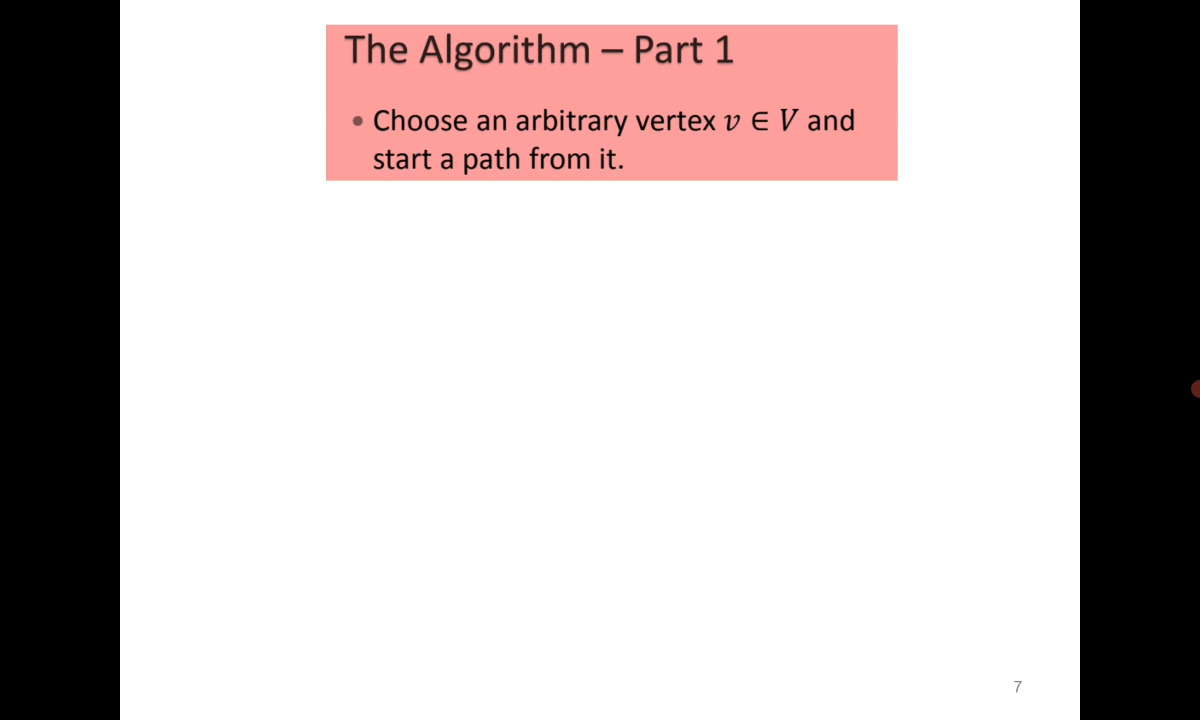 The Algorithm – Part 1
• Choose an arbitrary vertex 𝑣 ∈ 𝑉 and
start a path from it.
7